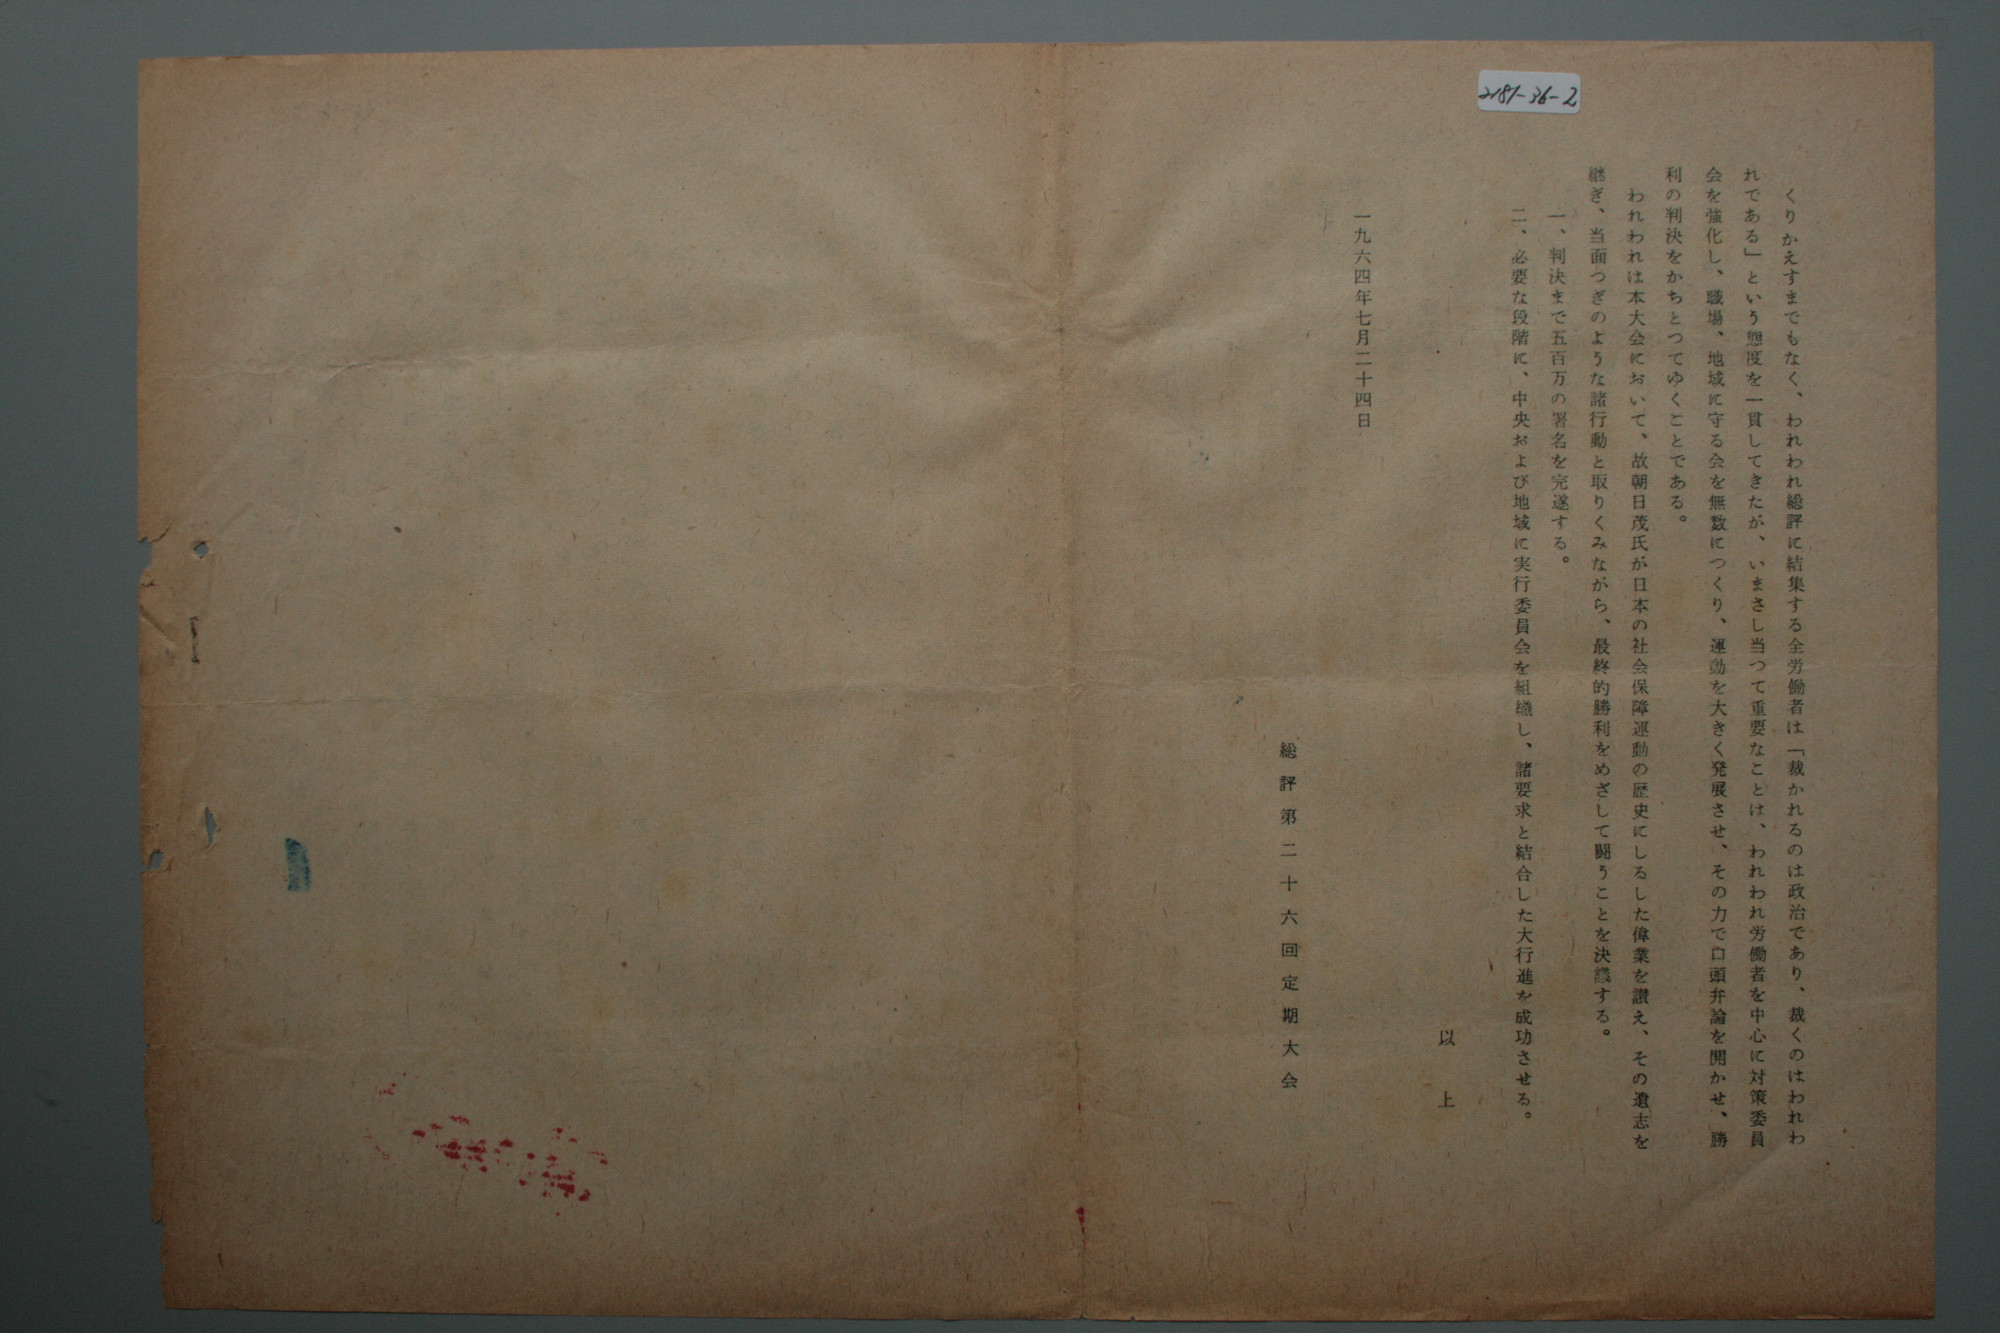 2181-36-2
くりかえすまでもなく、われわれ総評に結集する全労働者は「裁かれるのは政治であり、裁くのはわれわ
れである」という態度を一貫してきたが、いまさし当つて重要なことは、われわれ労働者を中心に対策委員
会を強化し、職場、地域に守る会を無数につくり、運動を大きく発展させ、その力で口頭弁論を開かせ、勝
利の判決をかちとつてゆくことである。
われわれは本大会において、故朝日茂氏が日本の社会保障運動の歴史にしるした偉業を讃え、その遺志を
継ぎ、当面つぎのような諸行動と取りくみながら、最終的勝利をめざして闘うことを決議する。
一、判決まで五百万の署名を完遂する。
二、必要な段階に、中央および地域に実行委員会を組織し、諸要求と結合した大行進を成功させる。
以上
一九六四年七月二十四日
総評第二十六回定期大会